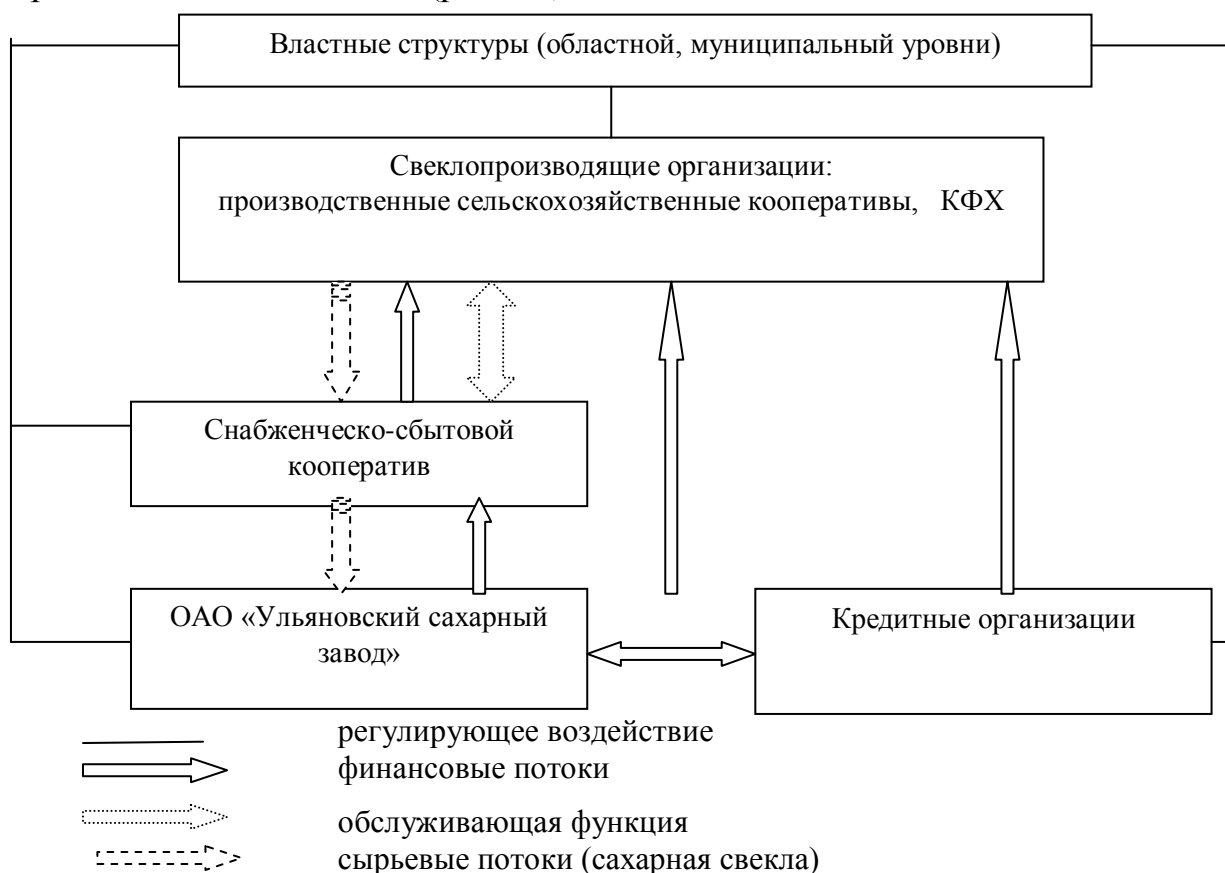 Властные структуры (областной, муниципальный уровни)
Свеклопроизводящие организации:
производственные сельскохозяйственные кооперативы, КФХ
Снабженческо-сбытовой
кооператив
ОАО «Ульяновский сахарный
завод»
Кредитные организации
регулирующее воздействие
финансовые потоки
обслуживающая функция
сырьевые потоки (сахарная свекла)